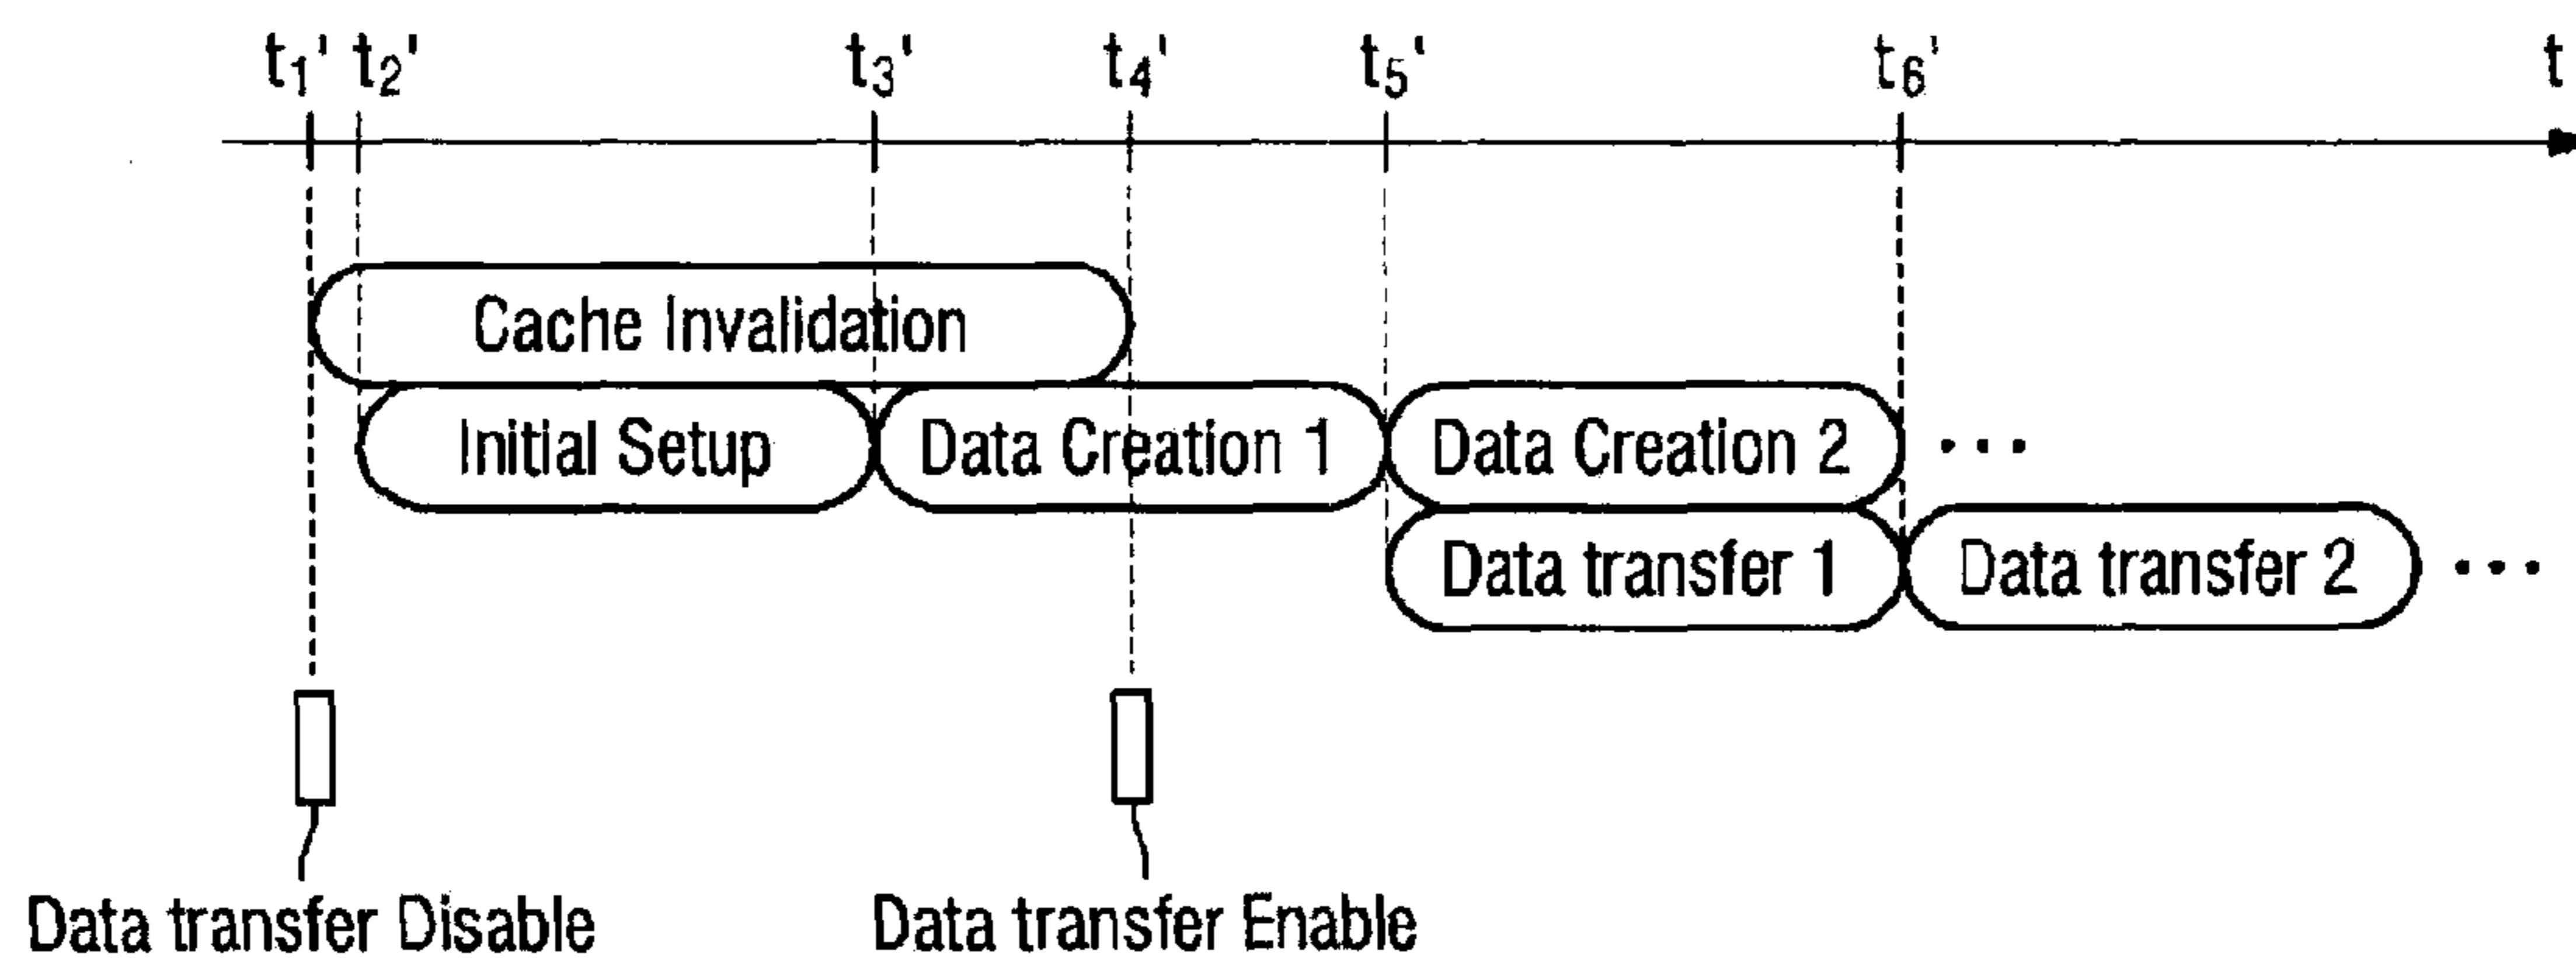 t1' t2' t3' t4' t5' t6' t
Cache Invalidation
Initial Setup Data Creation 1 Data Creation 2 ...
Data transfer 1 Data transfer 2 ...
Data transfer Disable Data transfer Enable